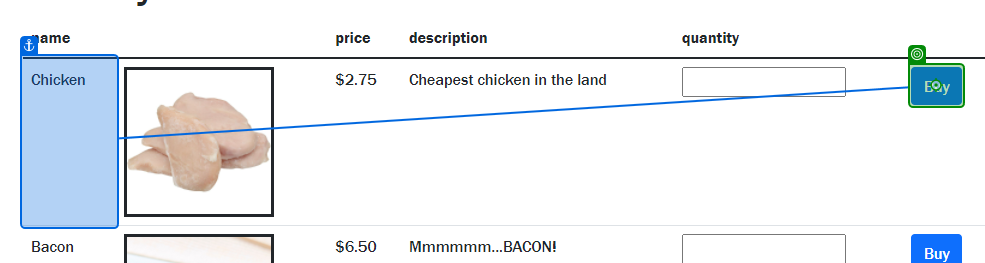 name price description quantity
Chicken $2.75 Cheapest chicken in the land Buy
Bacon $6.50 Mmmmmm...BACON! Buy